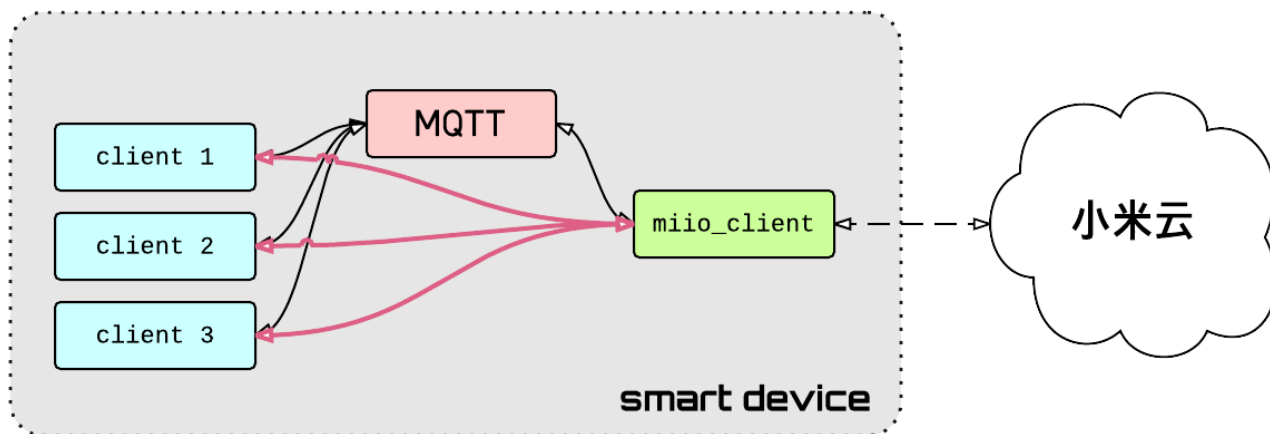 MQTT
client 1
client 2
miio_client
小米云
client 3
smart device